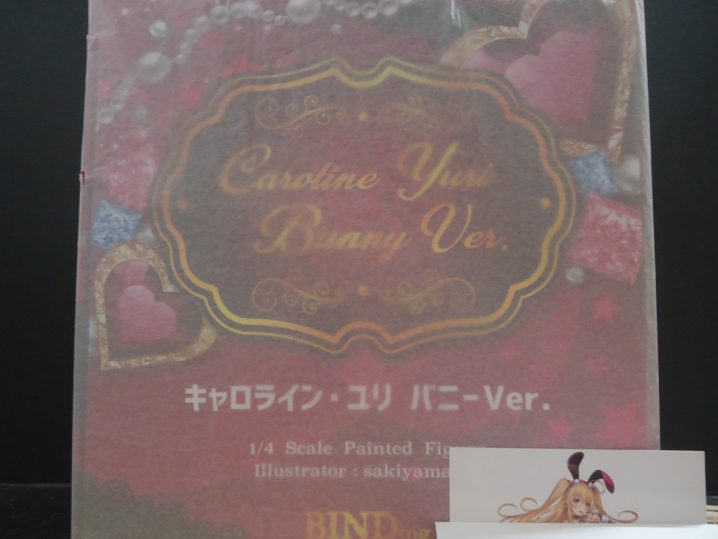 Caroline Yuri
Bunny Ver.
キャロライン・ユリ バニーVer.
1/4 Scale Painted
Illustrator : sakiyama
BINDing